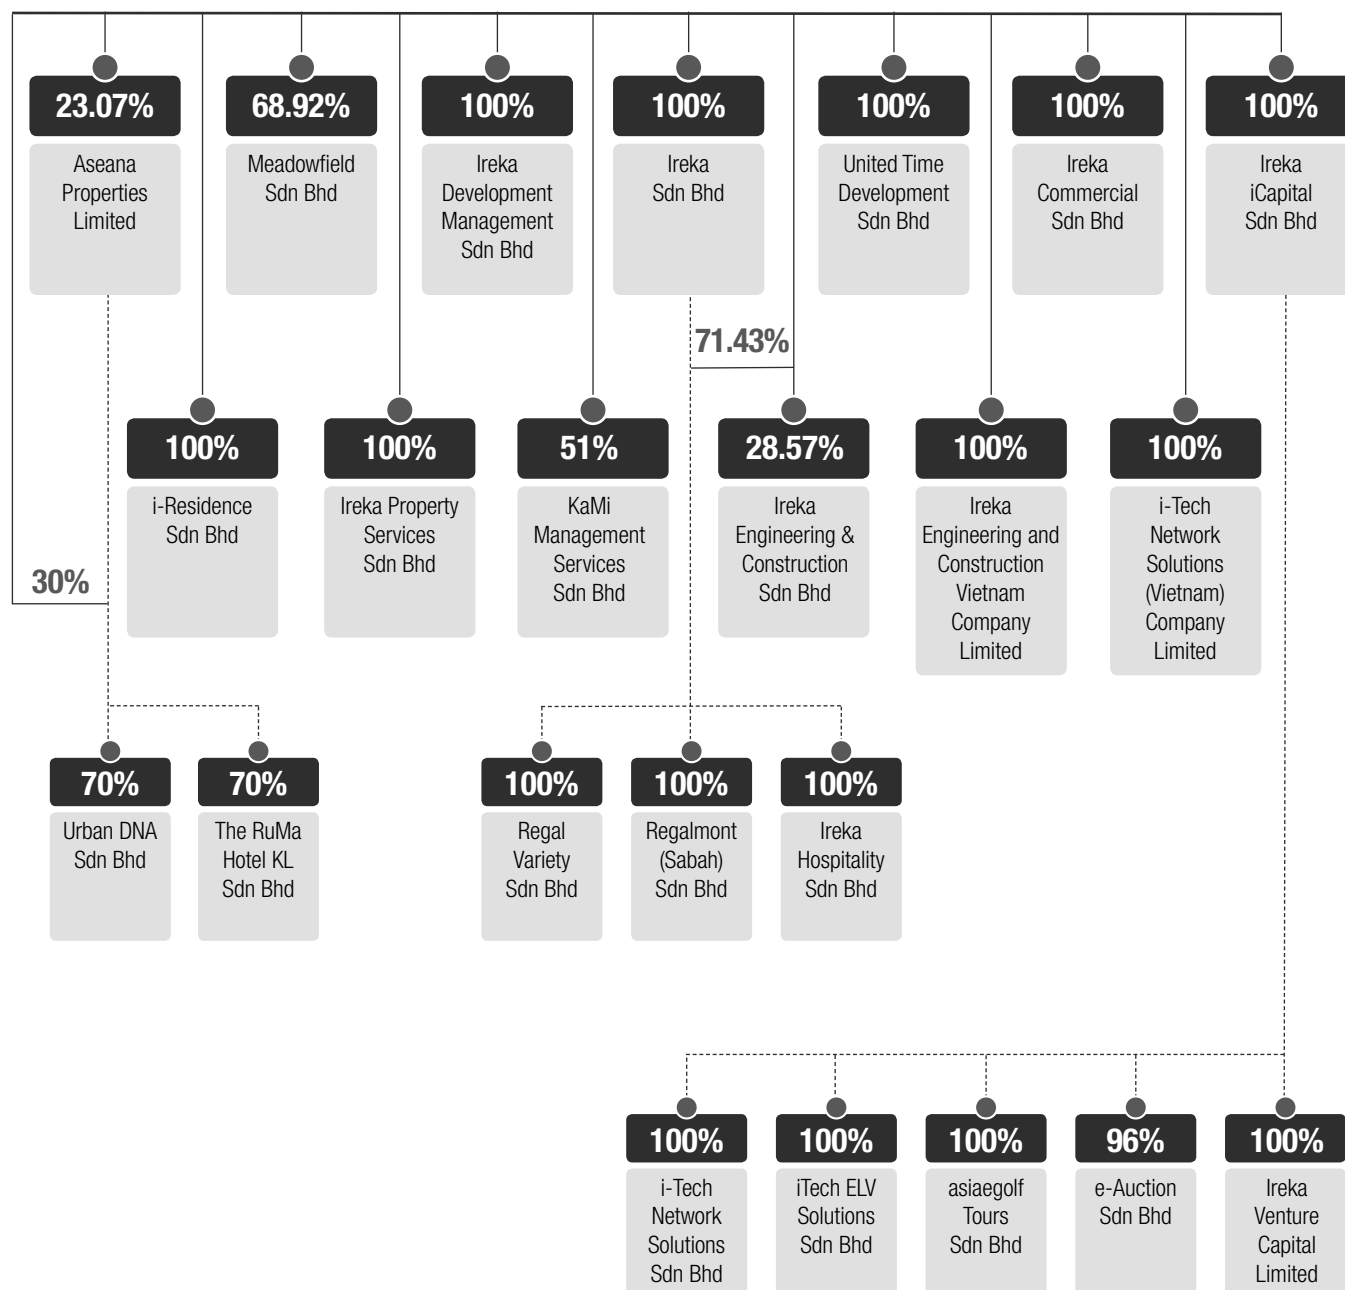 23.07%
Aseana
Properties
Limited
68.92%
Meadowfield
Sdn Bhd
100%
Ireka
Development
Management
Sdn Bhd
100%
Ireka
Sdn Bhd
100%
United Time
Development
Sdn Bhd
100%
Ireka
Commercial
Sdn Bhd
100%
Ireka
iCapital
Sdn Bhd
71.43%
100%
i-Residence
Sdn Bhd
100%
Ireka Property
Services
Sdn Bhd
51%
KaMi
Management
Services
Sdn Bhd
28.57%
Ireka
Engineering &
Construction
Sdn Bhd
100%
Ireka
Engineering and
Construction
Vietnam
Company
Limited
100%
i-Tech
Network
Solutions
(Vietnam)
Company
Limited
30%
70%
Urban DNA
Sdn Bhd
70%
The RuMa
Hotel KL
Sdn Bhd
100%
Regal
Variety
Sdn Bhd
100%
Regalmont
(Sabah)
Sdn Bhd
100%
Ireka
Hospitality
Sdn Bhd
100%
i-Tech
Network
Solutions
Sdn Bhd
100%
iTech ELV
Solutions
Sdn Bhd
100%
asiaegolf
Tours
Sdn Bhd
96%
e-Auction
Sdn Bhd
100%
Ireka
Venture
Capital
Limited